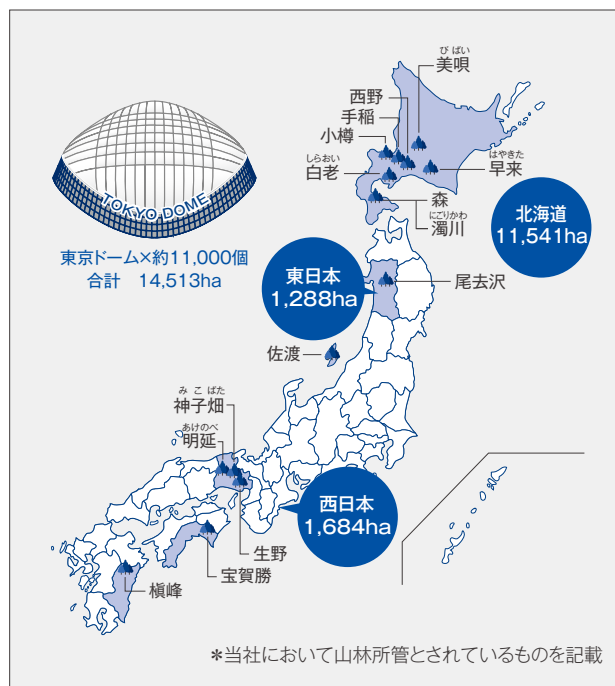 びばい
美唄
西野
手稲
小樽
しらおい
白老
はやきた
早来
森
にごりかわ
濁川
北海道
11,541ha
TOKYO DOME
東京ドーム×約11,000個
合計 14,513ha
東日本
1,288ha
尾去沢
佐渡
みこばた
神子畑
あけのべ
明延
西日本
1,684ha
生野
宝賀勝
槇峰
*当社において山林所管とされているものを記載